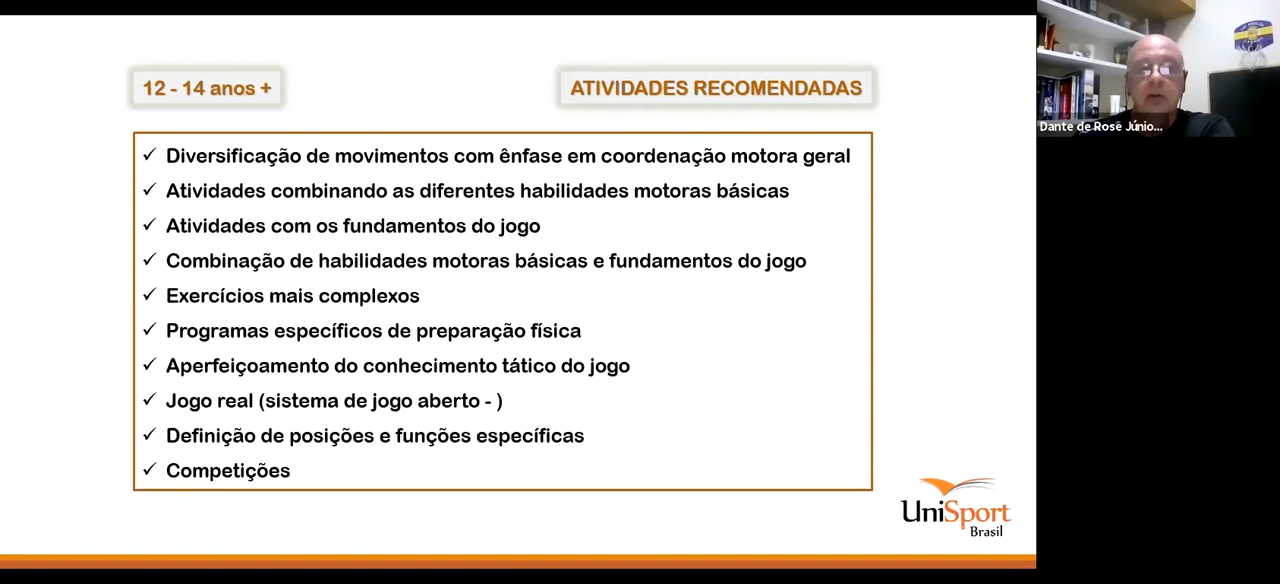 12 - 14 anos +
ATIVIDADES RECOMENDADAS
✓ Diversificação de movimentos com ênfase em coordenação motora geral
✓ Atividades combinando as diferentes habilidades motoras básicas
✓ Atividades com os fundamentos do jogo
✓ Combinação de habilidades motoras básicas e fundamentos do jogo
✓ Exercícios mais complexos
✓ Programas específicos de preparação física
✓ Aperfeiçoamento do conhecimento tático do jogo
✓ Jogo real (sistema de jogo aberto - )
✓ Definição de posições e funções específicas
✓ Competições
UniSport
Brasil
Dante de Rose Júnio...